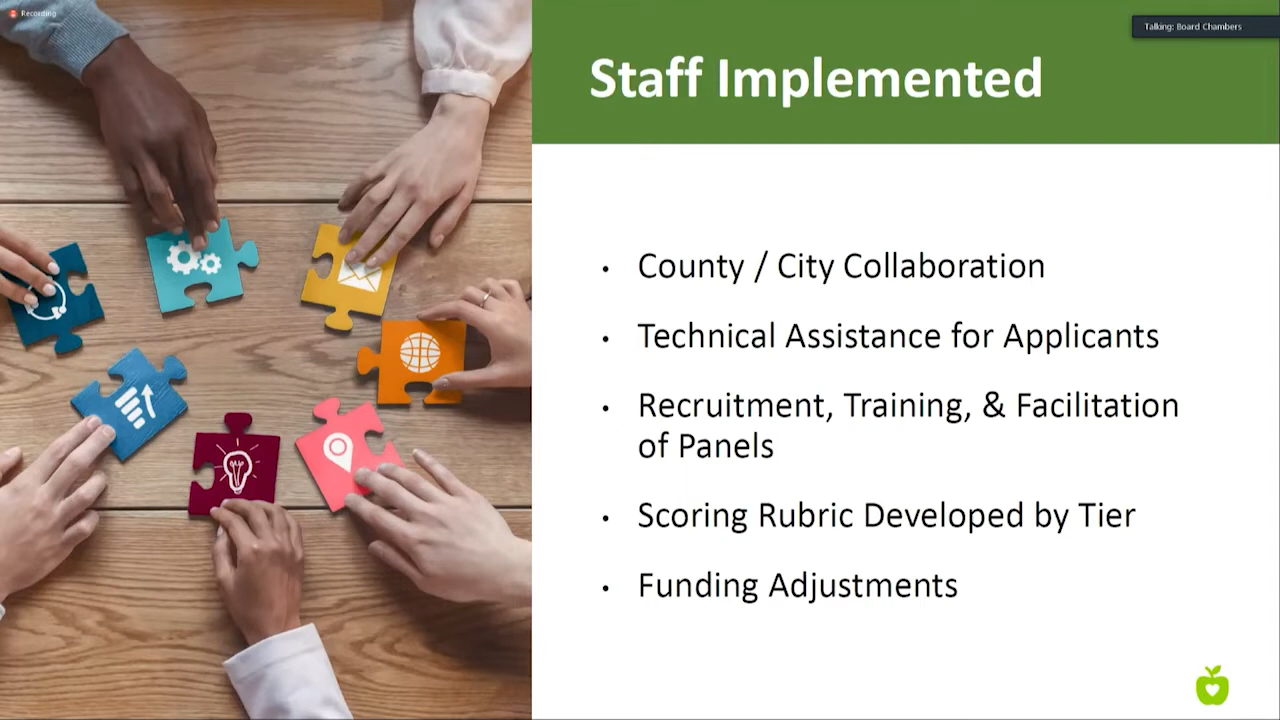 Recording
Talking: Board Chambers
Staff Implemented
• County / City Collaboration
• Technical Assistance for Applicants
• Recruitment, Training, & Facilitation
of Panels
• Scoring Rubric Developed by Tier
• Funding Adjustments